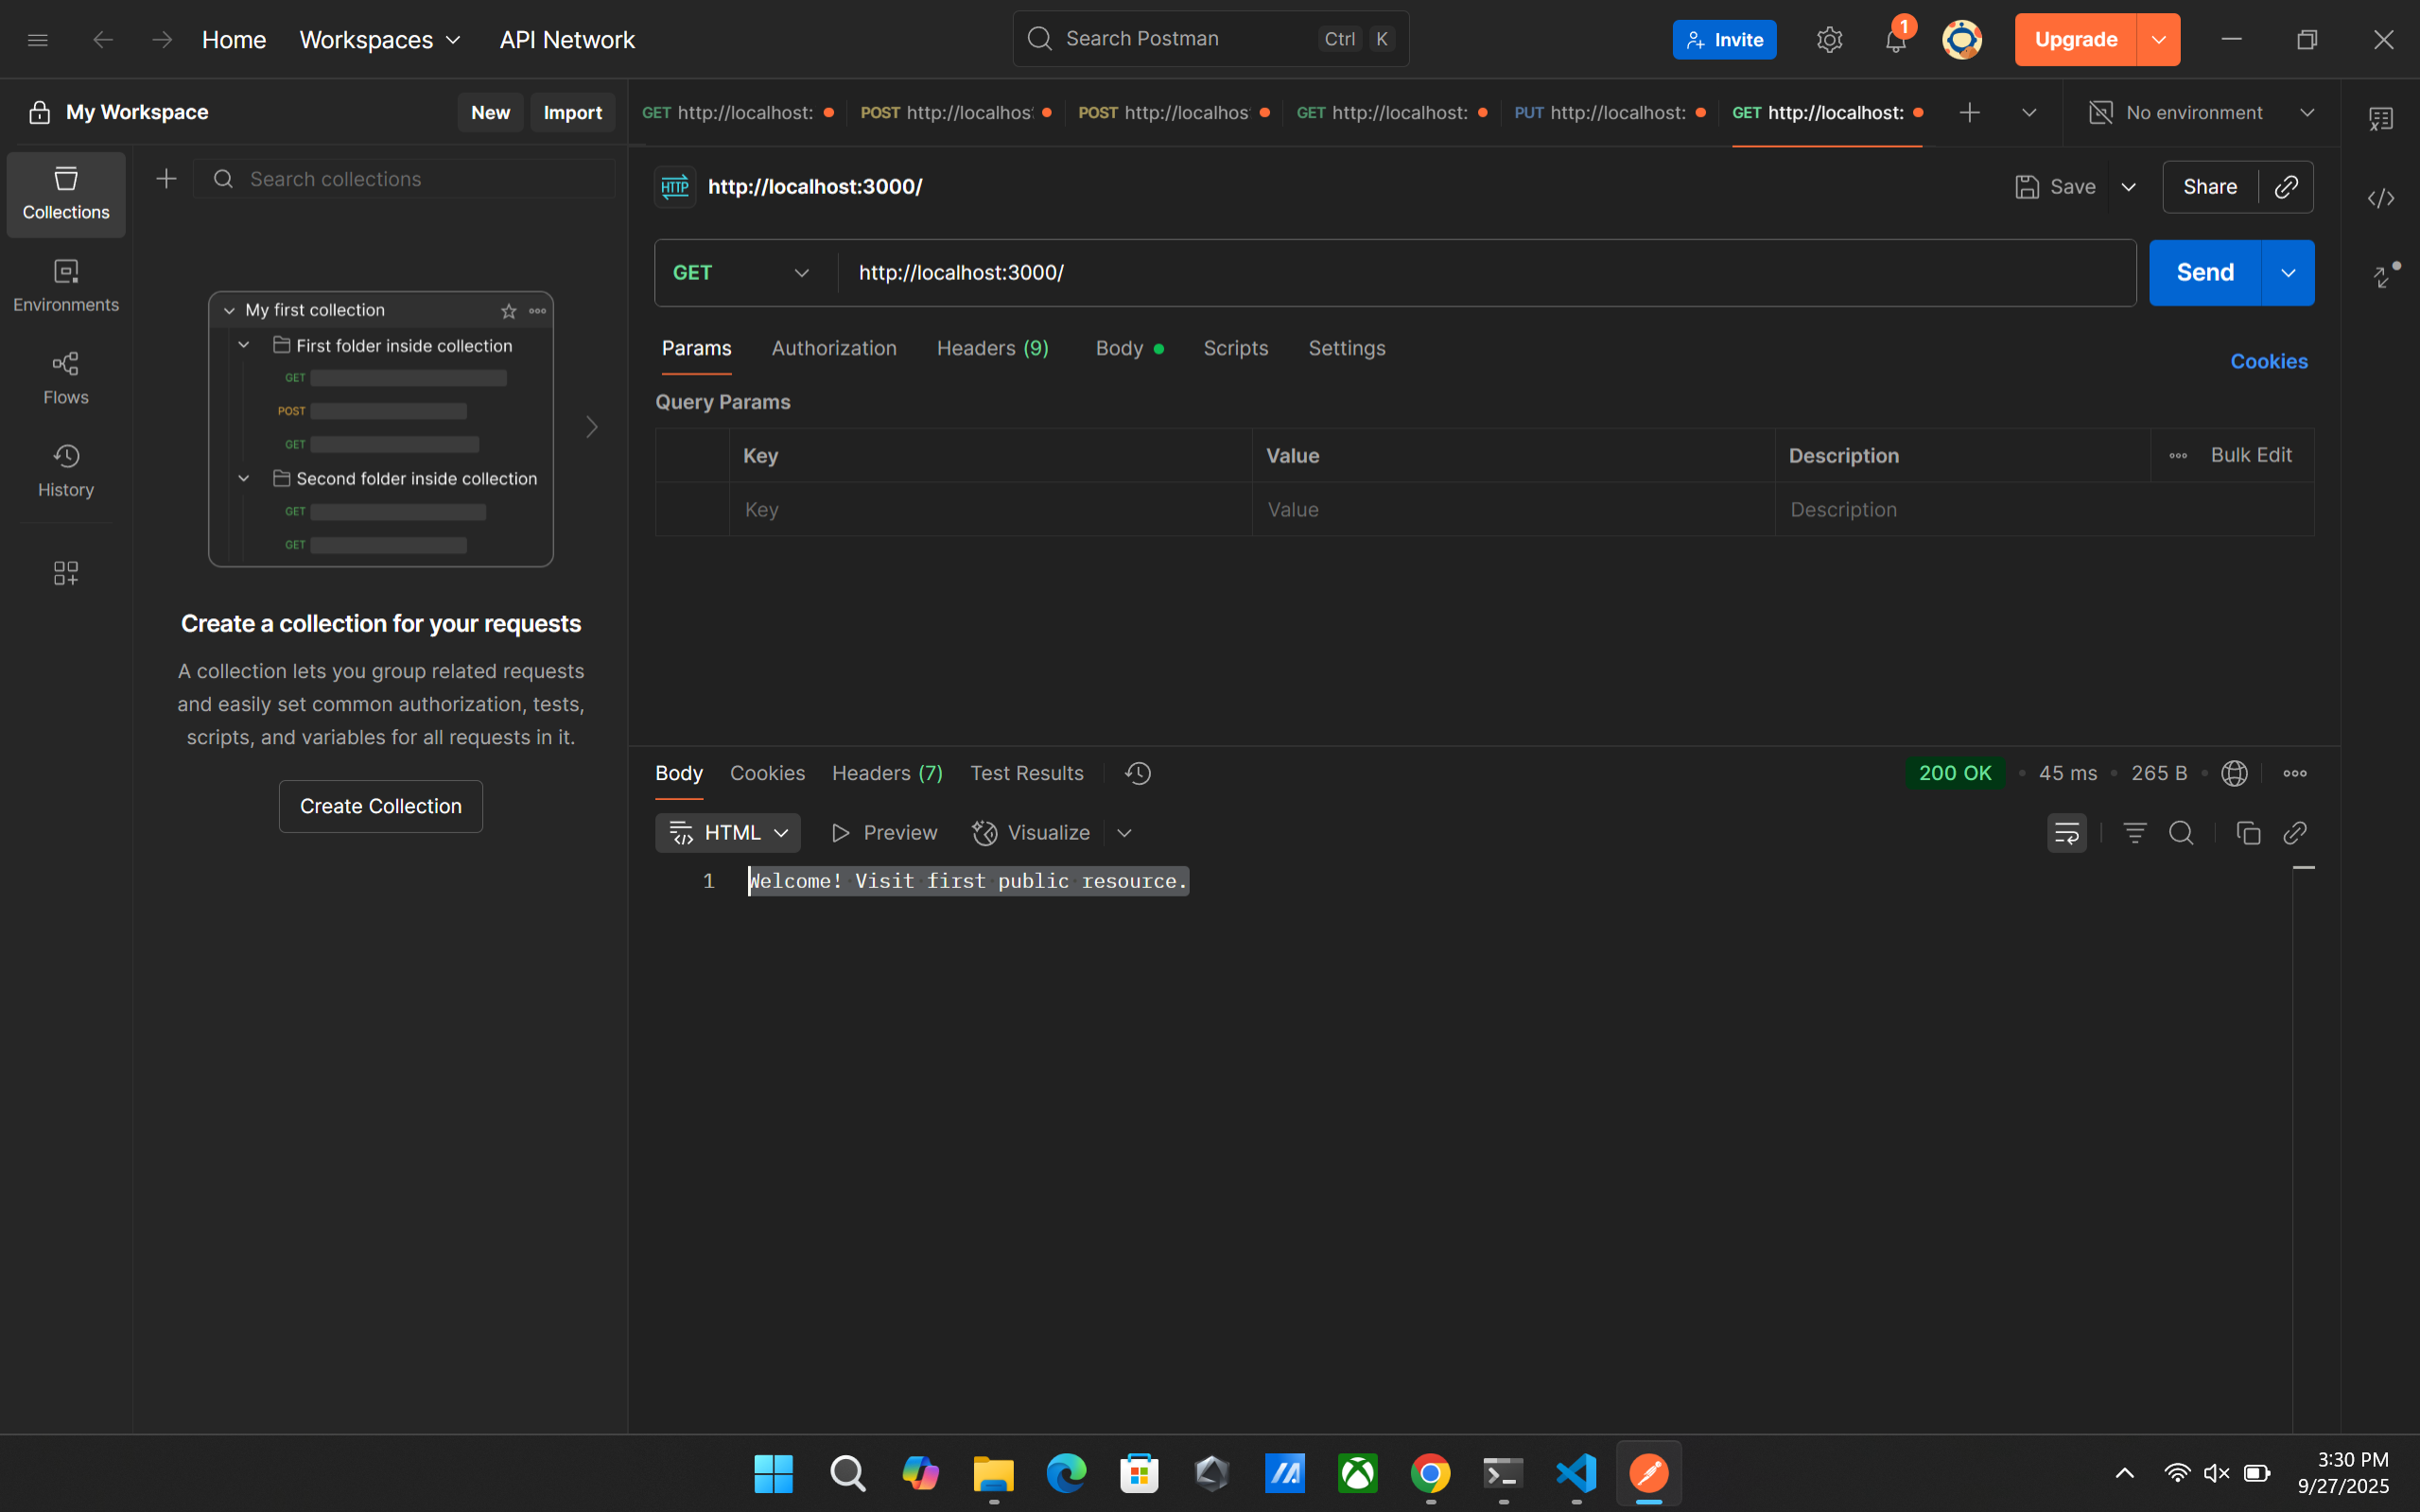 Home Workspaces API Network Search Postman Ctrl K Invite 1 Upgrade
My Workspace New Import
GET http://localhost: POST http://localhos POST http://localhos GET http://localhost: PUT http://localhost: GET http://localhost: No environment
Collections
Environments
Flows
History
Search collections
My first collection
First folder inside collection
GET
POST
GET
Second folder inside collection
GET
GET
Create a collection for your requests
A collection lets you group related requests
and easily set common authorization, tests,
scripts, and variables for all requests in it.
Create Collection
HTTP http://localhost:3000/ Save Share
GET http://localhost:3000/ Send
Params Authorization Headers (9) Body Scripts Settings Cookies
Query Params
Key Value Description Bulk Edit
Key Value Description
Body Cookies Headers (7) Test Results 200 OK 45 ms 265 B
HTML Preview Visualize
1 Welcome! Visit first public resource.
3:30 PM
9/27/2025